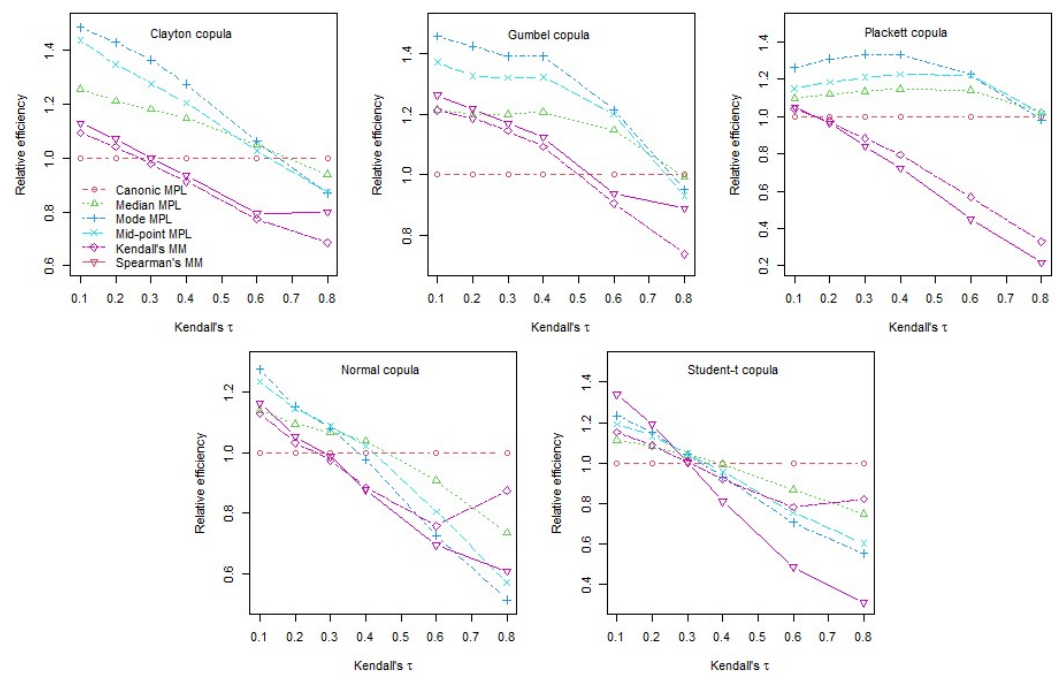 Clayton copula
Relative efficiency
1.4
1.2
1.0
0.8
0.6
Canonic MPL
Median MPL
Mode MPL
Mid-point MPL
Kendall's MM
Spearman's MM
0.1 0.2 0.3 0.4 0.5 0.6 0.7 0.8
Kendall's τ
Gumbel copula
Relative efficiency
1.4
1.2
1.0
0.8
0.1 0.2 0.3 0.4 0.5 0.6 0.7 0.8
Kendall's τ
Plackett copula
Relative efficiency
1.4
1.2
1.0
0.8
0.6
0.4
0.2
0.1 0.2 0.3 0.4 0.5 0.6 0.7 0.8
Kendall's τ
Normal copula
Relative efficiency
1.2
1.0
0.8
0.6
0.1 0.2 0.3 0.4 0.5 0.6 0.7 0.8
Kendall's τ
Student-t copula
Relative efficiency
1.4
1.2
1.0
0.8
0.6
0.4
0.1 0.2 0.3 0.4 0.5 0.6 0.7 0.8
Kendall's τ